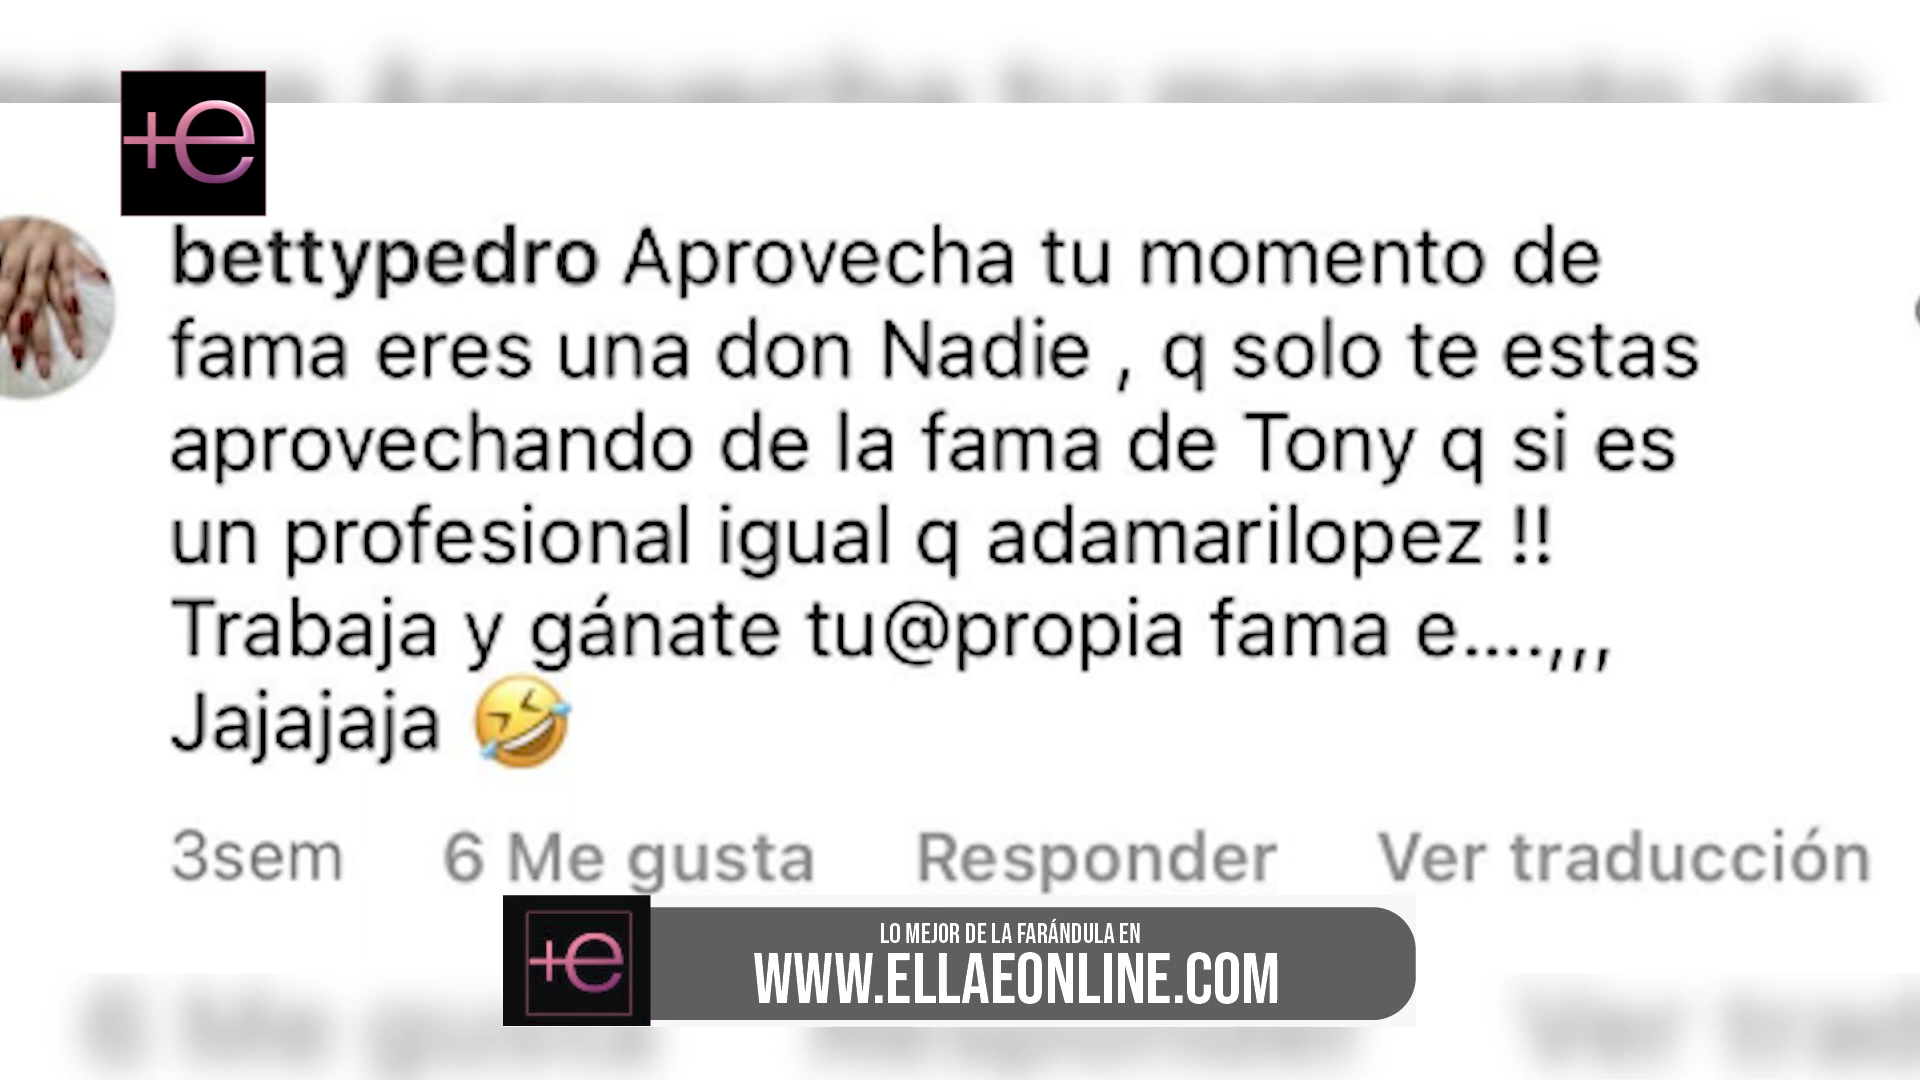 +e
bettypedro Aprovecha tu momento de
fama eres una don Nadie , q solo te estas
aprovechando de la fama de Tony q si es
un profesional igual q adamarilopez !!
Trabaja y gánate tu@propia fama e....,,,
Jajajaja 🤣
3sem 6 Me gusta Responder Ver traducción
+e
LO MEJOR DE LA FARÁNDULA EN
WWW.ELLAEONLINE.COM